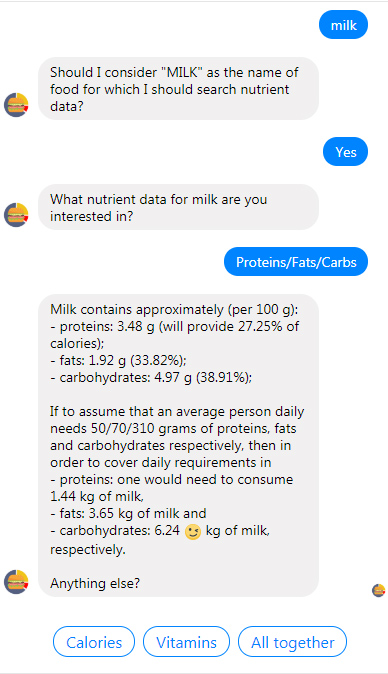 milk
Should I consider "MILK" as the name of
food for which I should search nutrient
data?
Yes
What nutrient data for milk are you
interested in?
Proteins/Fats/Carbs
Milk contains approximately (per 100 g):
- proteins: 3.48 g (will provide 27.25% of
calories);
- fats: 1.92 g (33.82%);
- carbohydrates: 4.97 g (38.91%);
If to assume that an average person daily
needs 50/70/310 grams of proteins, fats
and carbohydrates respectively, then in
order to cover daily requirements in
- proteins: one would need to consume
1.44 kg of milk,
- fats: 3.65 kg of milk and
- carbohydrates: 6.24 😉 kg of milk,
respectively.
Anything else?
Calories Vitamins All together